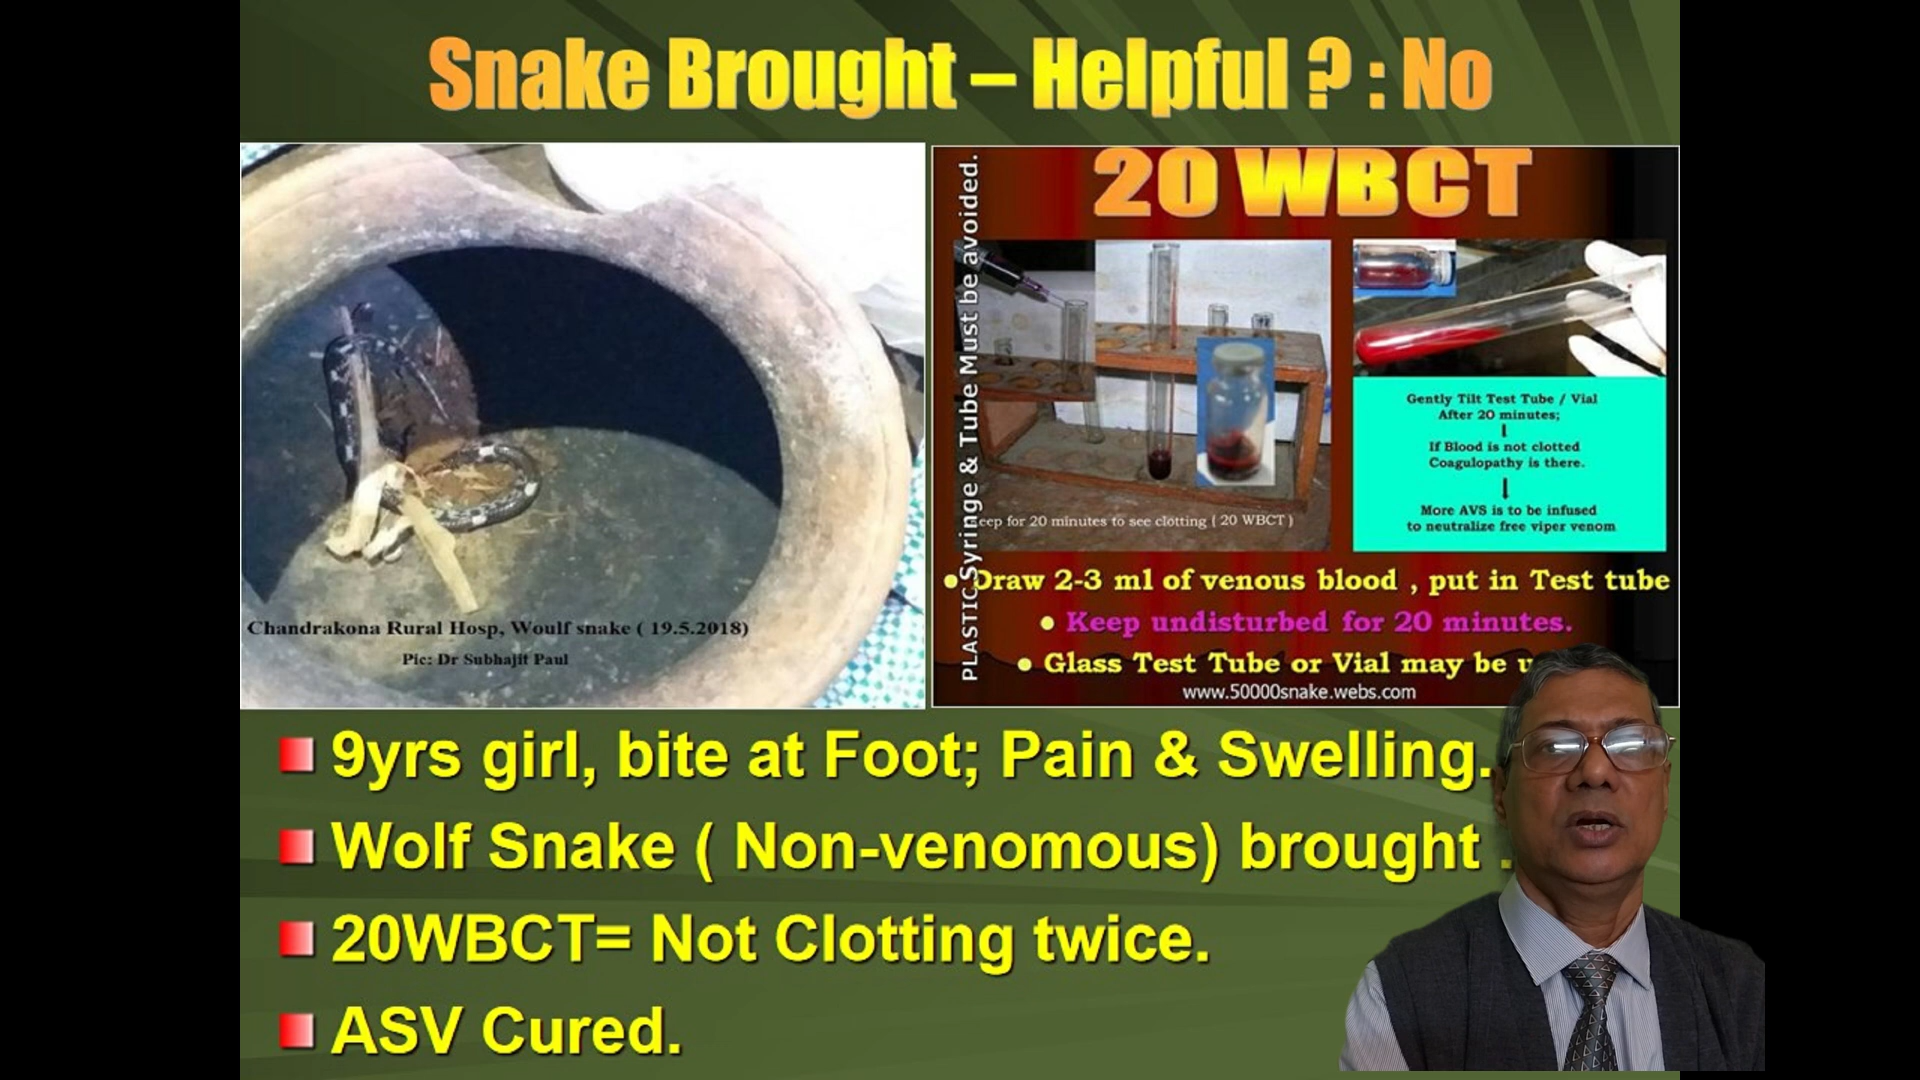 Snake Brought – Helpful ? : No
Chandrakona Rural Hosp, Woulf snake ( 19.5.2018)
Pic: Dr Subhajit Paul
20 WBCT
PLASTIC Syringe & Tube Must be avoided.
eep for 20 minutes to see clotting ( 20 WBCT )
Gently Tilt Test Tube / Vial
After 20 minutes;
If Blood is not clotted
Coagulopathy is there.
More AVS is to be infused
to neutralize free viper venom
• Draw 2-3 ml of venous blood , put in Test tube
• Keep undisturbed for 20 minutes.
• Glass Test Tube or Vial may be
www.50000snake.webs.com
9yrs girl, bite at Foot; Pain & Swelling.
Wolf Snake ( Non-venomous) brought .
20WBCT= Not Clotting twice.
ASV Cured.